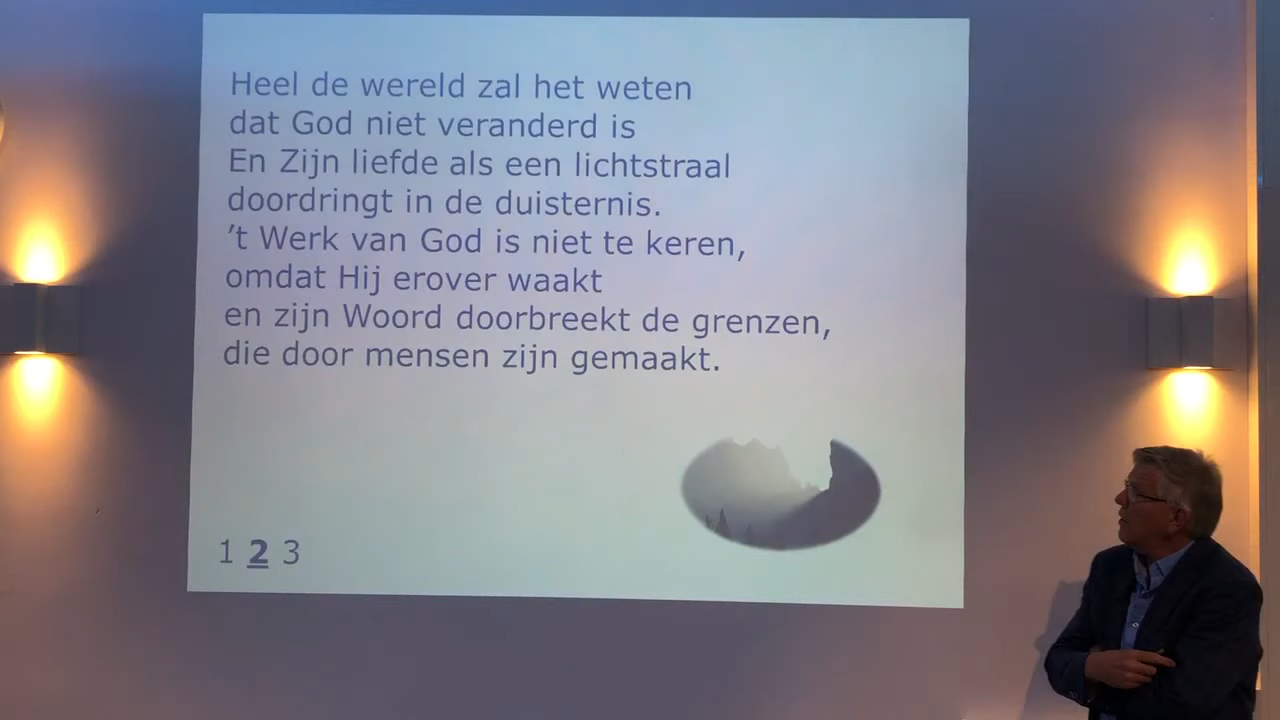 Heel de wereld zal het weten
dat God niet veranderd is
En Zijn liefde als een lichtstraal
doordringt in de duisternis.
’t Werk van God is niet te keren,
omdat Hij erover waakt
en zijn Woord doorbreekt de grenzen,
die door mensen zijn gemaakt.
1 2 3